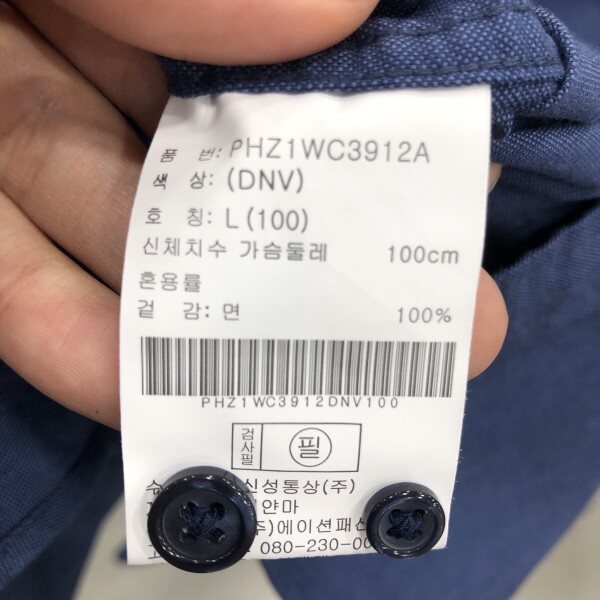 품 번: PHZ1WC3912A
색 상: (DNV)
호 칭: L (100)
신체치수 가슴둘레 100cm
혼용률
겉 감: 면 100%
PHZ1WC3912DNV100
검사필 필
신성통상(주)
에이션패션
080-230-00